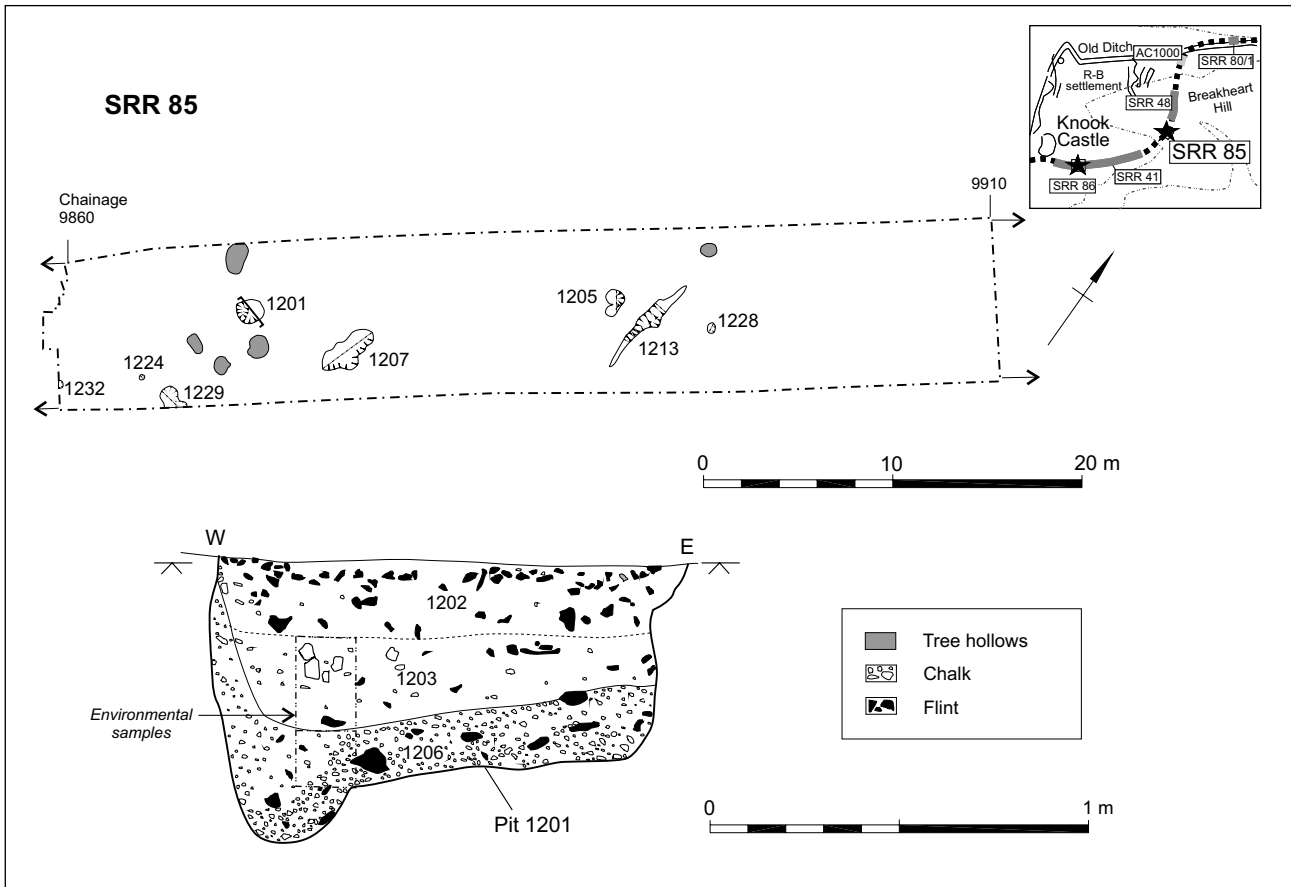 SRR 85
Old Ditch
AC1000
SRR 80/1
R-B
settlement
SRR 48
Breakheart
Hill
Knook
Castle
SRR 85
SRR 41
SRR 86
Chainage
9860
9910
1201
1205
1228
1207
1213
1224
1232
1229
0 10 20 m
W
E
1202
1203
Environmental
samples
1206
Pit 1201
Tree hollows
Chalk
Flint
0 1 m